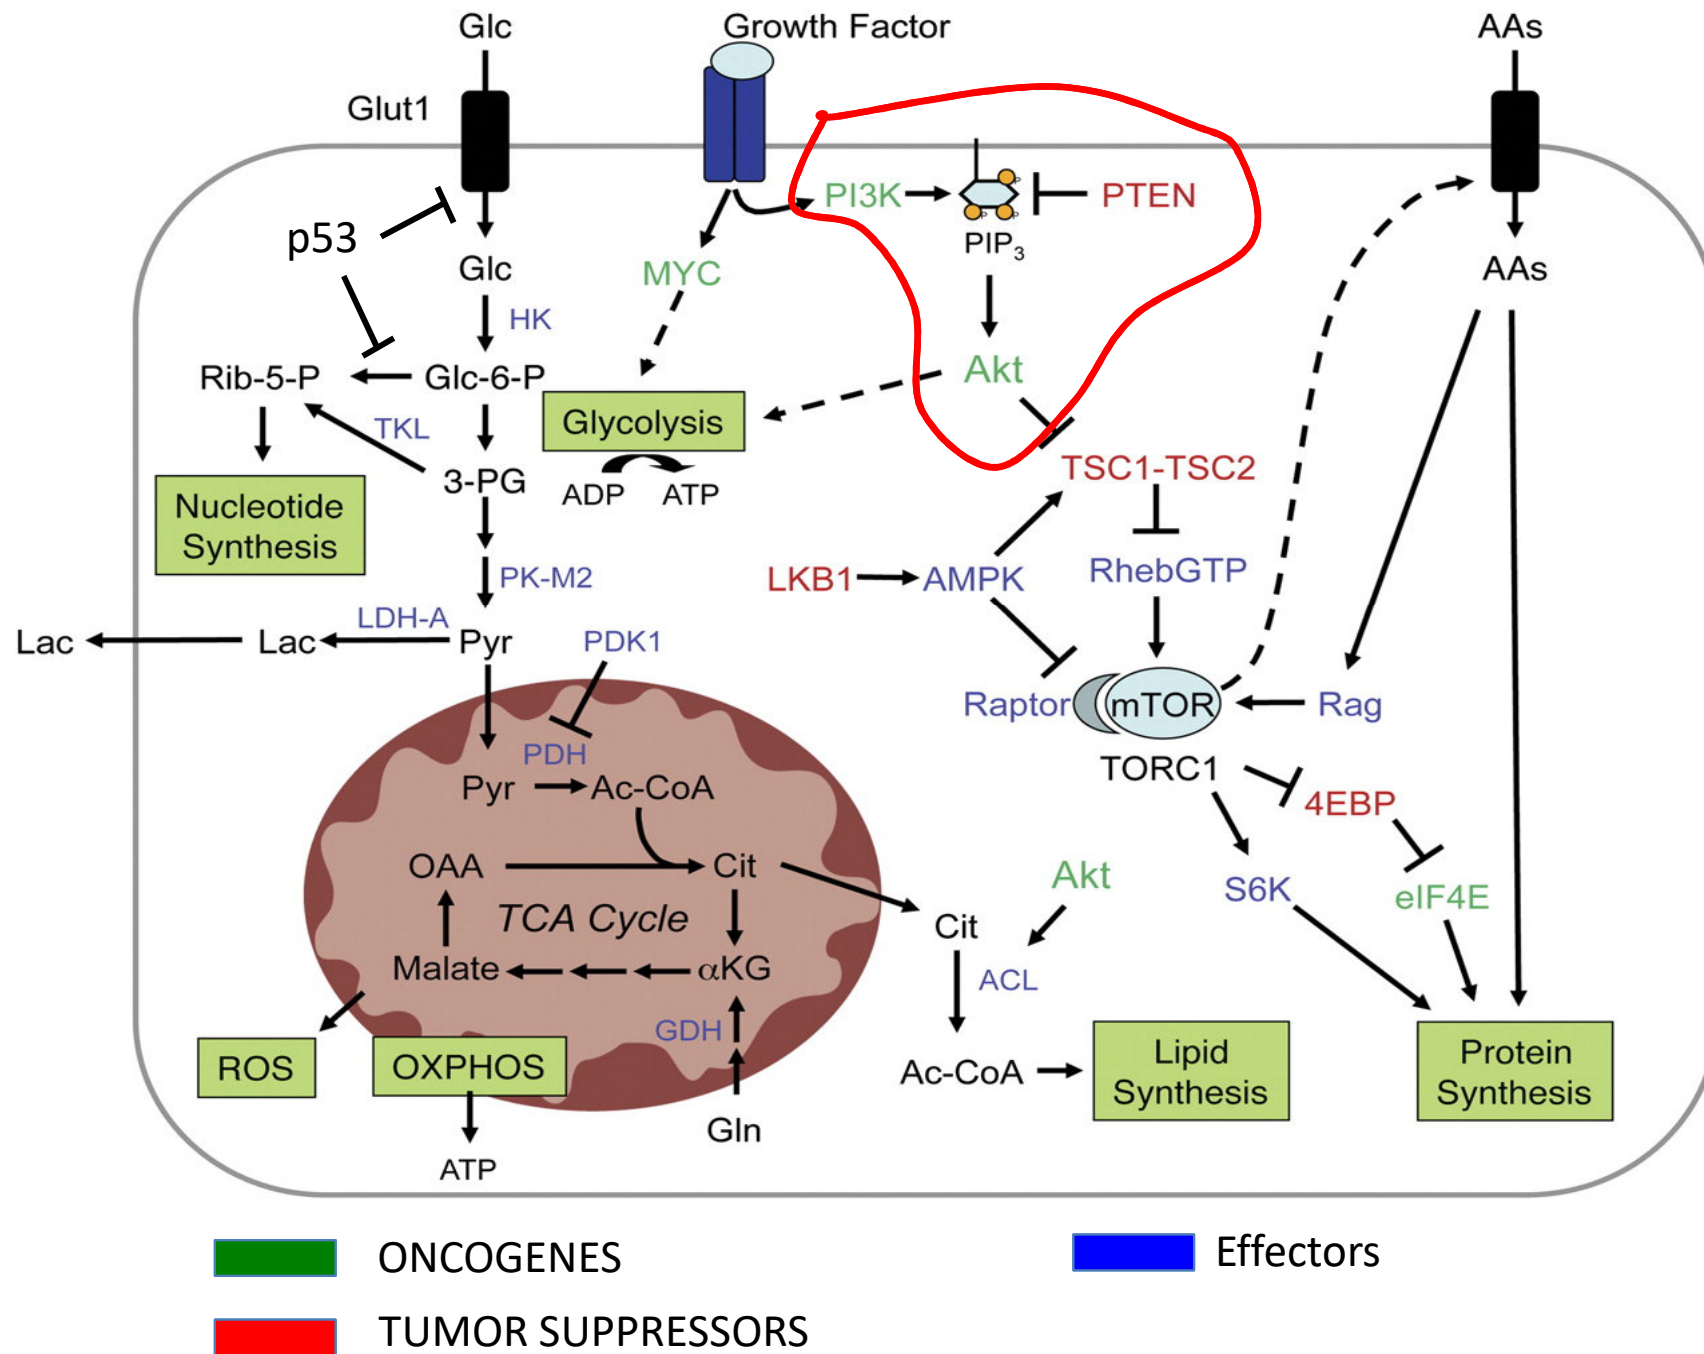 Glc
Growth Factor
AAs
Glut1
PI3K
P
P
P
PTEN
p53
PIP3
Glc
MYC
AAs
HK
Rib-5-P
Glc-6-P
Akt
Glycolysis
TKL
ADP
ATP
3-PG
TSC1-TSC2
Nucleotide
Synthesis
PK-M2
LKB1
AMPK
RhebGTP
Lac
Lac
LDH-A
Pyr
PDK1
Raptor
mTOR
Rag
PDH
Pyr
Ac-CoA
TORC1
4EBP
OAA
Cit
Akt
S6K
eIF4E
TCA Cycle
Cit
Malate
αKG
ACL
GDH
ROS
OXPHOS
Ac-CoA
Lipid
Synthesis
Protein
Synthesis
Gln
ATP
ONCOGENES
Effectors
TUMOR SUPPRESSORS